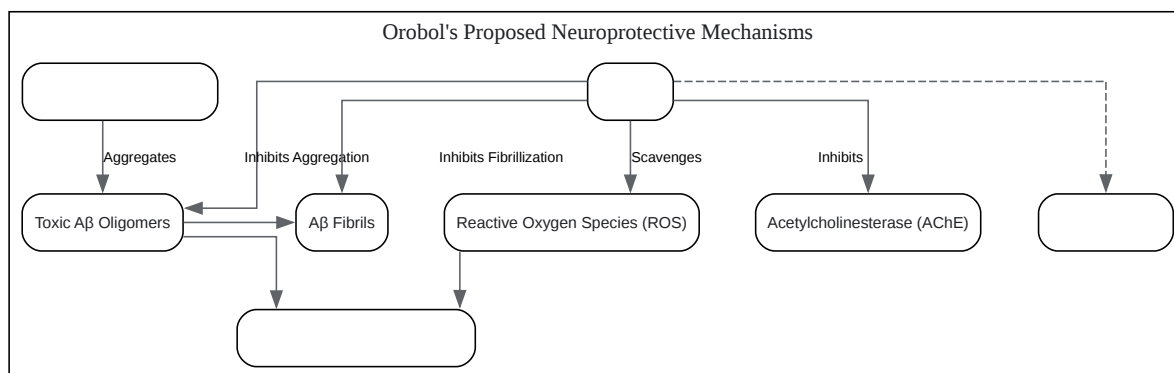 Orobol's Proposed Neuroprotective Mechanisms
Aggregates
Inhibits Aggregation
Inhibits Fibrillization
Scavenges
Inhibits
Toxic Aβ Oligomers
Aβ Fibrils
Reactive Oxygen Species (ROS)
Acetylcholinesterase (AChE)